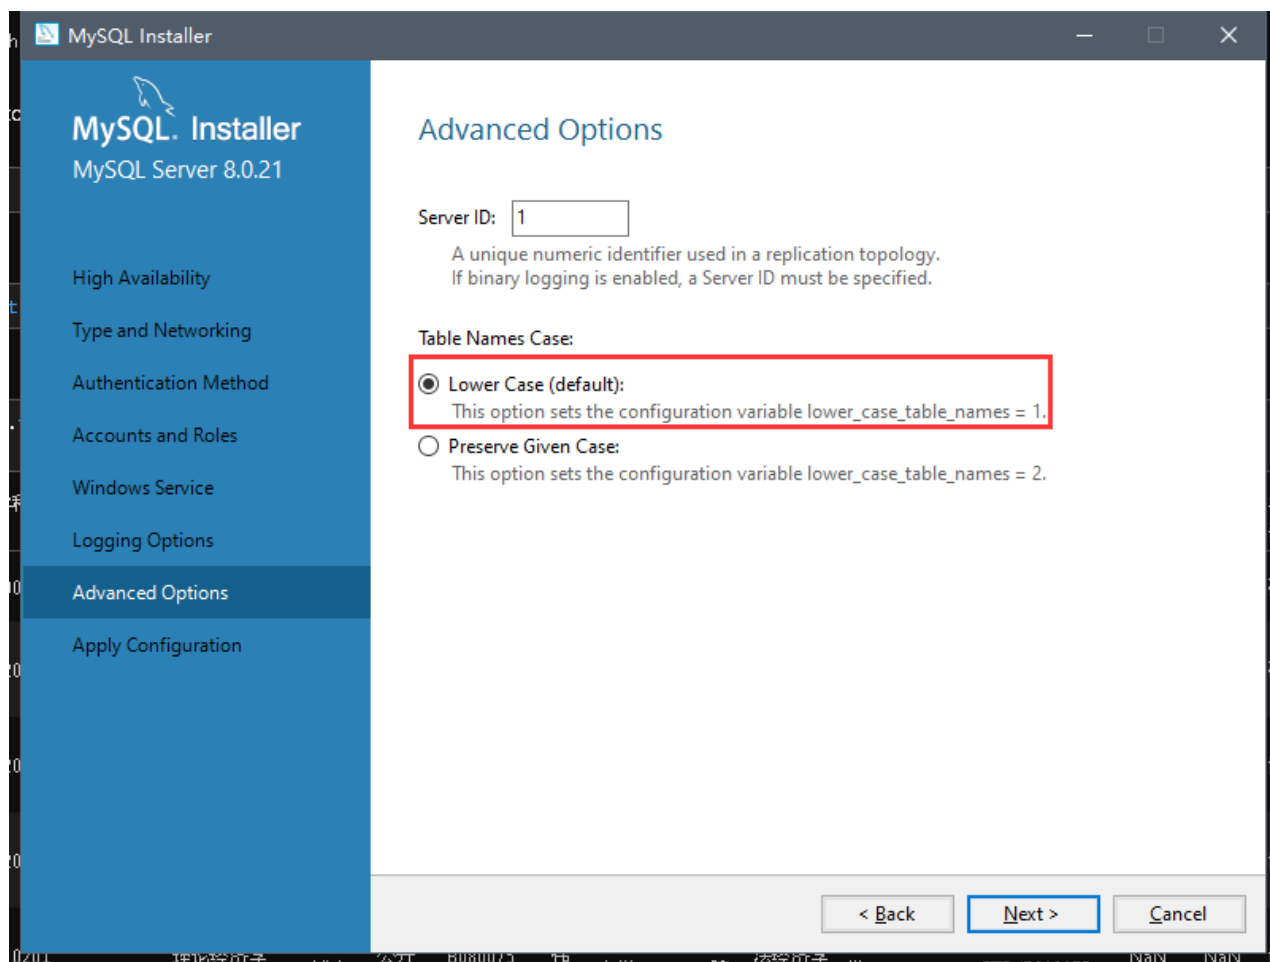 MySQL Installer
MySQL. Installer
MySQL Server 8.0.21
High Availability
Type and Networking
Authentication Method
Accounts and Roles
Windows Service
Logging Options
Advanced Options
Apply Configuration
Advanced Options
Server ID: 1
A unique numeric identifier used in a replication topology.
If binary logging is enabled, a Server ID must be specified.
Table Names Case:
Lower Case (default):
This option sets the configuration variable lower_case_table_names = 1.
Preserve Given Case:
This option sets the configuration variable lower_case_table_names = 2.
< Back
Next >
Cancel